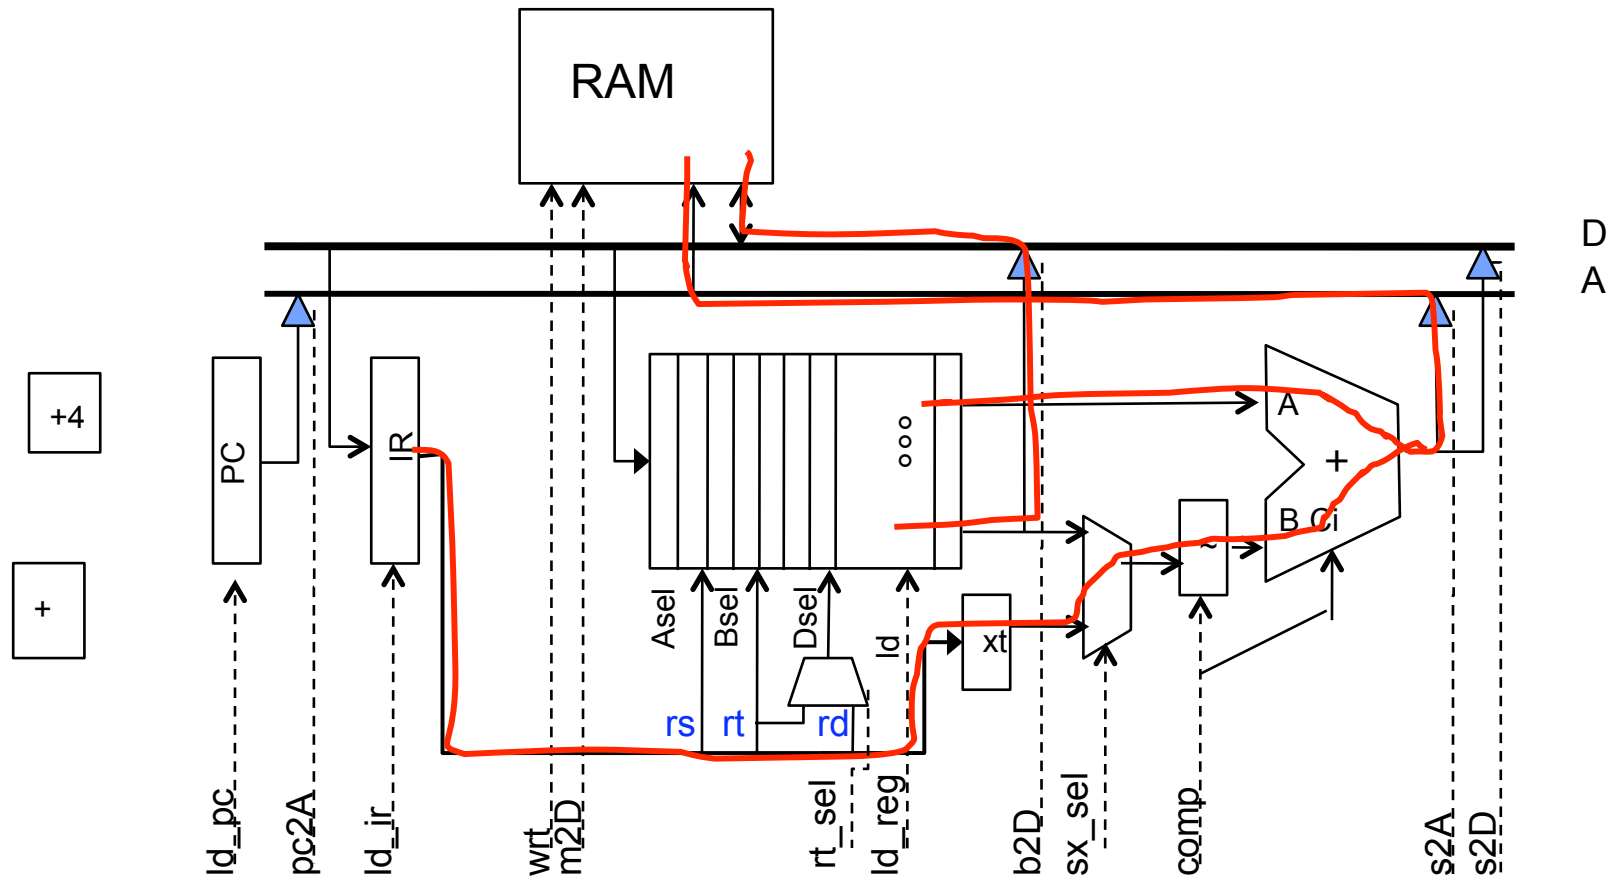 RAM
D
A
+4
+
PC
IR
A
+
B Ci
~
xt
Asel
Bsel
Dsel
ld
rs
rt
rd
ld_pc
pc2A
ld_ir
wrt
m2D
rt_sel
ld_reg
b2D
sx_sel
comp
s2A
s2D